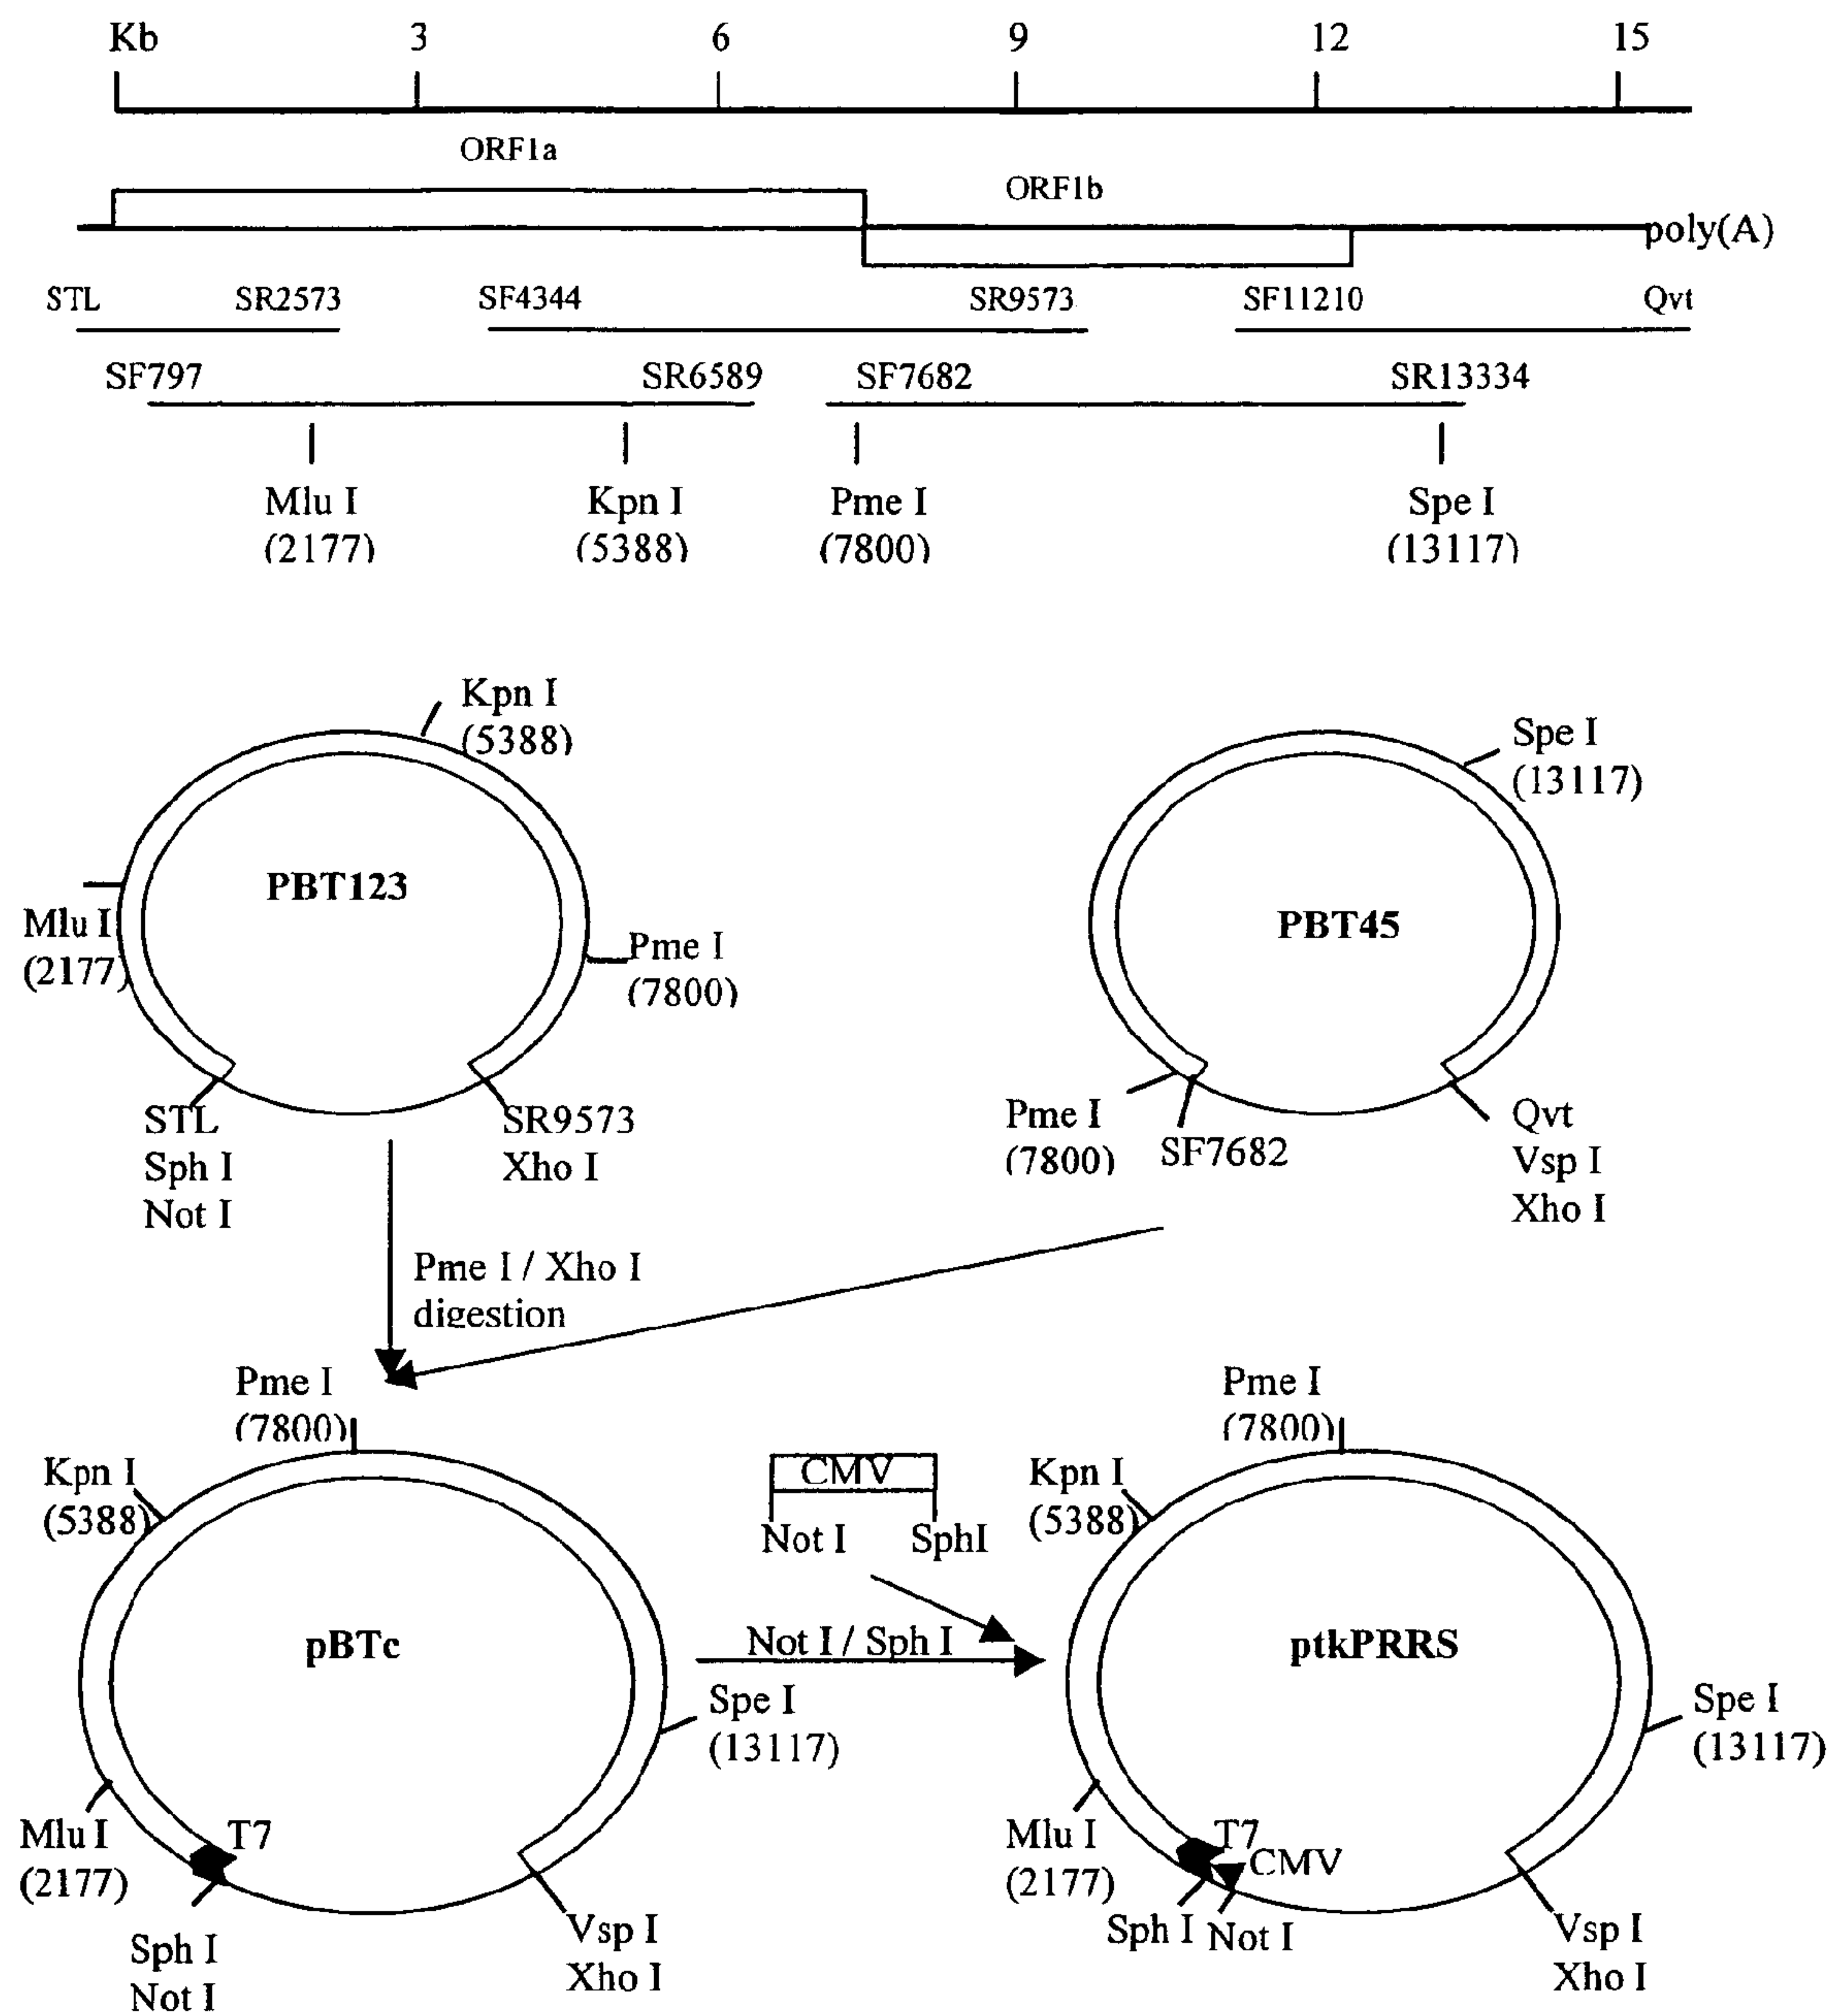 Kb 3 6 9 12 15
ORF1a
ORF1b
poly(A)
STL SR2573 SF4344 SR9573 SF11210 Qvt
SF797 SR6589 SF7682 SR13334
Mlu I Kpn I Pme I Spe I
(2177) (5388) (7800) (13117)
Kpn I
(5388)
Mlu I
(2177)
PBT123
Pme I
(7800)
STL
Sph I
Not I
SR9573
Xho I
Spe I
(13117)
PBT45
Pme I
(7800)
SF7682
Qvt
Vsp I
Xho I
Pme I / Xho I
digestion
Pme I
(7800)
Kpn I
(5388)
pBTc
Spe I
(13117)
Mlu I
(2177)
T7
Sph I
Not I
Vsp I
Xho I
CMV
Not I SphI
Not I / Sph I
Pme I
(7800)
Kpn I
(5388)
ptkPRRS
Spe I
(13117)
Mlu I
(2177)
T7
CMV
Sph I Not I
Vsp I
Xho I